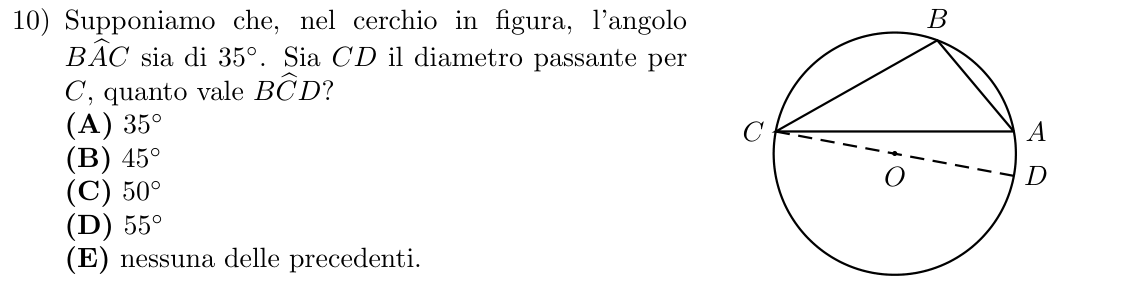 10) Supponiamo che, nel cerchio in figura, l'angolo
BÂC sia di 35°. Sia CD il diametro passante per
C, quanto vale BĈD?
(A) 35°
(B) 45°
(C) 50°
(D) 55°
(E) nessuna delle precedenti.
B
C
A
O
D